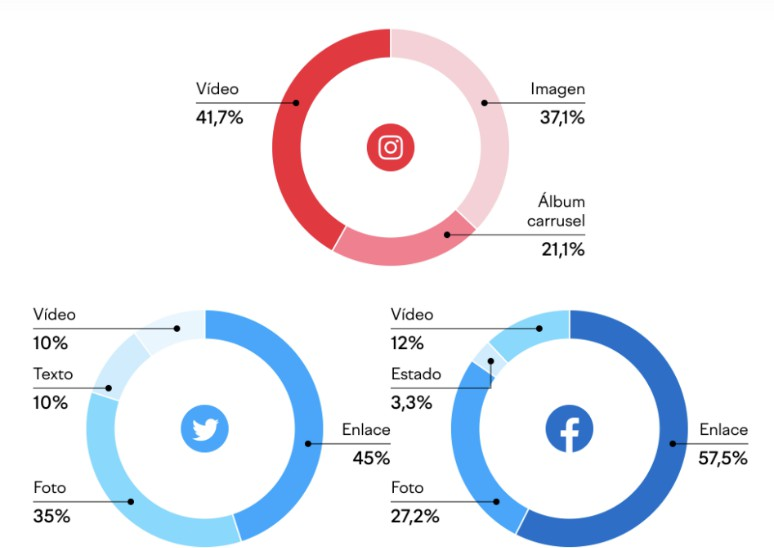 Vídeo
41,7%
Imagen
37,1%
Álbum
carrusel
21,1%
Vídeo
10%
Texto
10%
Enlace
45%
Foto
35%
Vídeo
12%
Estado
3,3%
Enlace
57,5%
Foto
27,2%